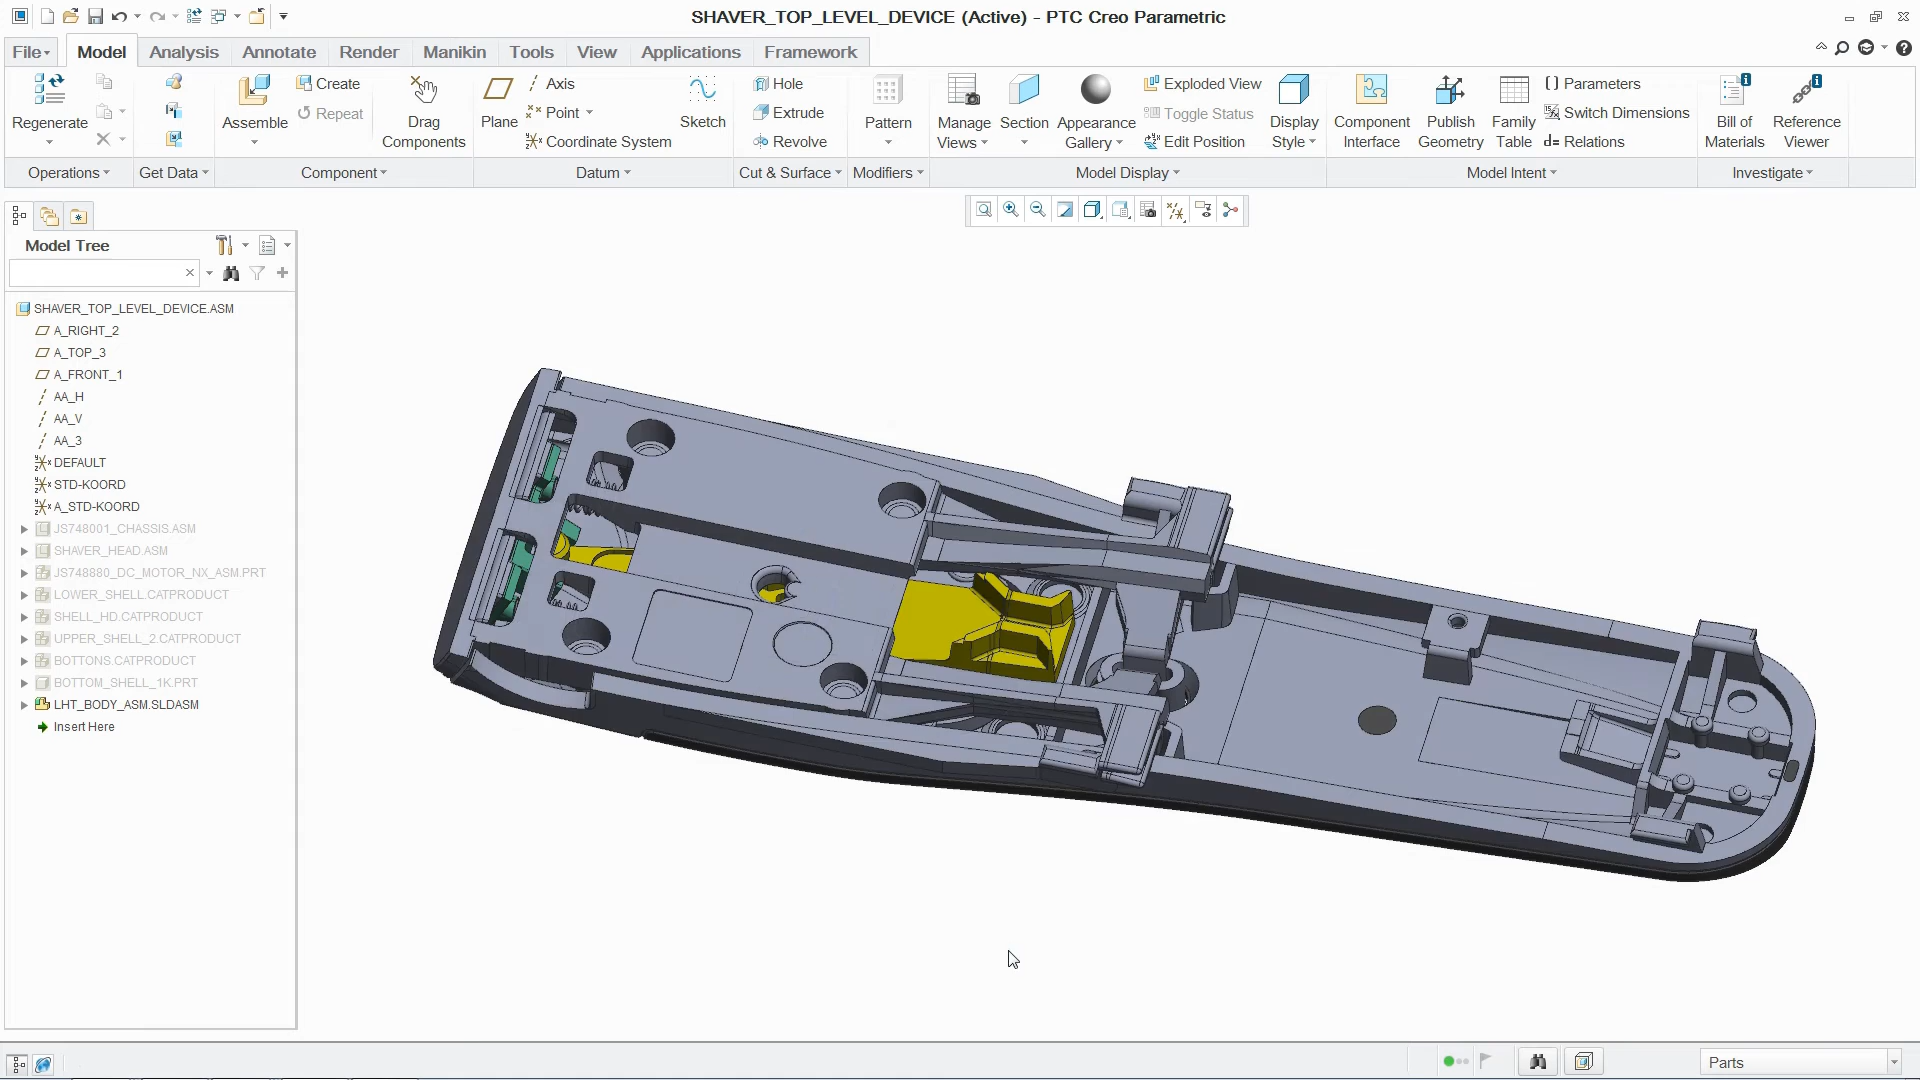 SHAVER_TOP_LEVEL_DEVICE (Active) - PTC Creo Parametric
File Model Analysis Annotate Render Manikin Tools View Applications Framework
Regenerate
Operations
Get Data
Assemble
Create
Repeat
Drag
Components
Component
Plane
Axis
Point
Coordinate System
Sketch
Datum
Hole
Extrude
Revolve
Cut & Surface
Pattern
Modifiers
Manage
Views
Section
Appearance
Gallery
Exploded View
Toggle Status
Edit Position
Display
Style
Model Display
Component
Interface
Publish
Geometry
Family
Table
Parameters
Switch Dimensions
d= Relations
Model Intent
Bill of
Materials
Reference
Viewer
Investigate
Model Tree
SHAVER_TOP_LEVEL_DEVICE.ASM
A_RIGHT_2
A_TOP_3
A_FRONT_1
AA_H
AA_V
AA_3
DEFAULT
STD-KOORD
A_STD-KOORD
JS748001_CHASSIS.ASM
SHAVER_HEAD.ASM
JS748880_DC_MOTOR_NX_ASM.PRT
LOWER_SHELL.CATPRODUCT
SHELL_HD.CATPRODUCT
UPPER_SHELL_2.CATPRODUCT
BOTTONS.CATPRODUCT
BOTTOM_SHELL_1K.PRT
LHT_BODY_ASM.SLDASM
Insert Here
Parts